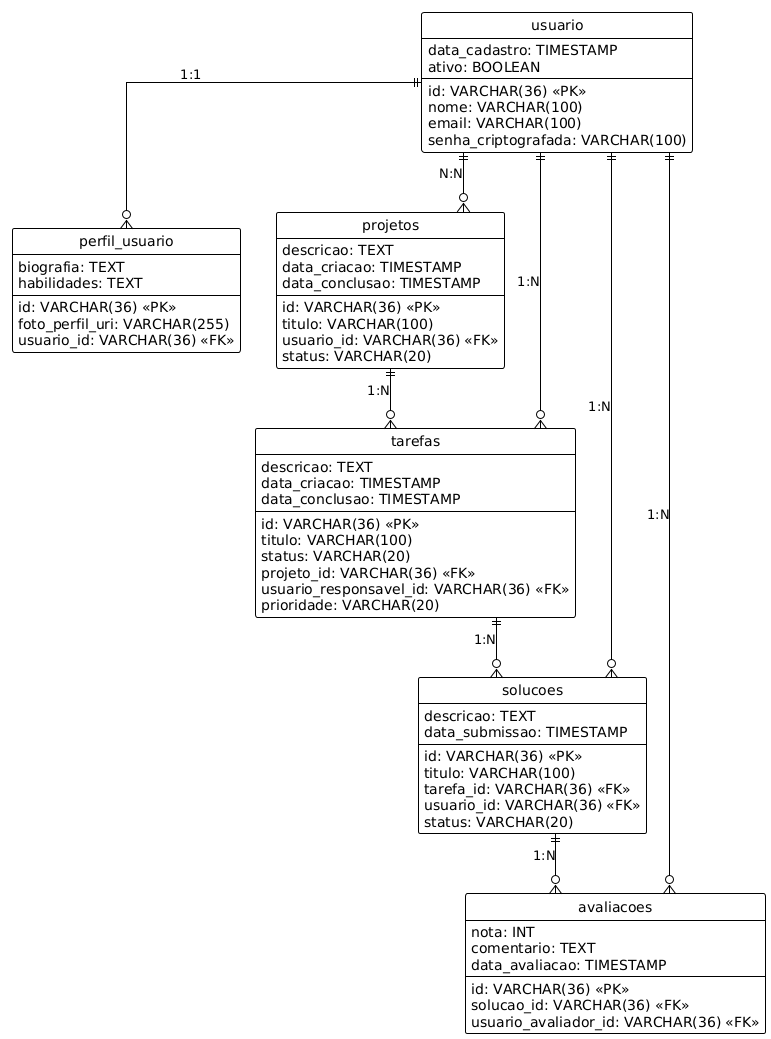 usuario
data_cadastro: TIMESTAMP
ativo: BOOLEAN
id: VARCHAR(36) «PK»
nome: VARCHAR(100)
email: VARCHAR(100)
senha_criptografada: VARCHAR(100)
1:1
N:N
1:N
1:N
1:N
perfil_usuario
biografia: TEXT
habilidades: TEXT
id: VARCHAR(36) «PK»
foto_perfil_uri: VARCHAR(255)
usuario_id: VARCHAR(36) «FK»
projetos
descricao: TEXT
data_criacao: TIMESTAMP
data_conclusao: TIMESTAMP
id: VARCHAR(36) «PK»
titulo: VARCHAR(100)
usuario_id: VARCHAR(36) «FK»
status: VARCHAR(20)
1:N
tarefas
descricao: TEXT
data_criacao: TIMESTAMP
data_conclusao: TIMESTAMP
id: VARCHAR(36) «PK»
titulo: VARCHAR(100)
status: VARCHAR(20)
projeto_id: VARCHAR(36) «FK»
usuario_responsavel_id: VARCHAR(36) «FK»
prioridade: VARCHAR(20)
1:N
solucoes
descricao: TEXT
data_submissao: TIMESTAMP
id: VARCHAR(36) «PK»
titulo: VARCHAR(100)
tarefa_id: VARCHAR(36) «FK»
usuario_id: VARCHAR(36) «FK»
status: VARCHAR(20)
1:N
avaliacoes
nota: INT
comentario: TEXT
data_avaliacao: TIMESTAMP
id: VARCHAR(36) «PK»
solucao_id: VARCHAR(36) «FK»
usuario_avaliador_id: VARCHAR(36) «FK»